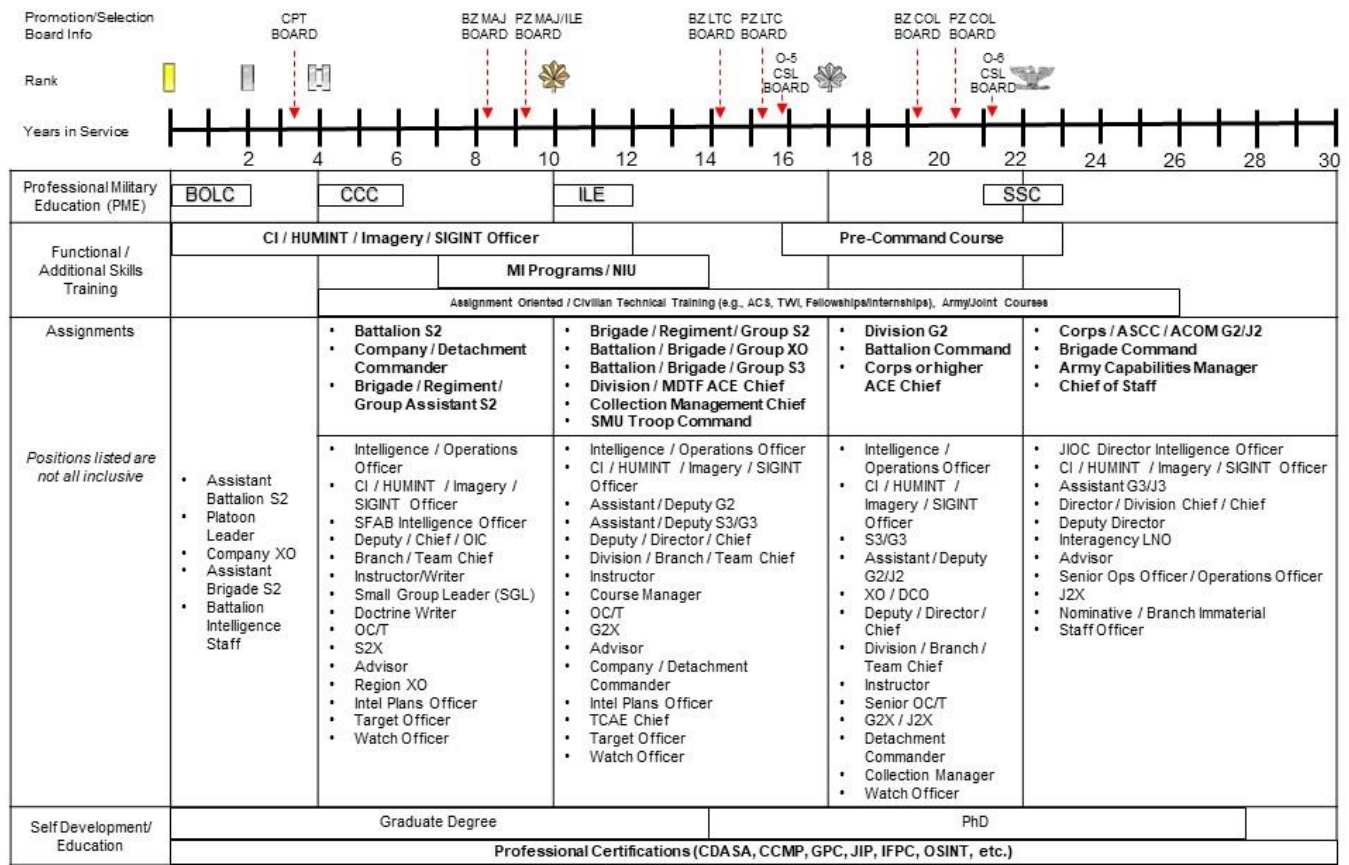 Promotion/Selection
Board Info
CPT
BOARD
BZ MAJ PZ MAJ/ILE
BOARD BOARD
BZ LTC PZ LTC
BOARD BOARD
O-5
CSL
BOARD
BZ COL PZ COL
BOARD BOARD
O-6
CSL
BOARD
Rank
Years in Service
2 4 6 8 10 12 14 16 18 20 22 24 26 28 30
Professional Military
Education (PME)
BOLC
CCC
ILE
SSC
Functional /
Additional Skills
Training
CI / HUMINT / Imagery / SIGINT Officer
Pre-Command Course
MI Programs / NIU
Assignment Oriented / Civilian Technical Training (e.g., ACS, TWI, Fellowships/Internships), Army/Joint Courses
Assignments
Positions listed are
not all inclusive
• Assistant
Battalion S2
• Platoon
Leader
• Company XO
• Assistant
Brigade S2
• Battalion
Intelligence
Staff
• Battalion S2
• Company / Detachment
Commander
• Brigade / Regiment /
Group Assistant S2
• Intelligence / Operations
Officer
• CI / HUMINT / Imagery /
SIGINT Officer
• SFAB Intelligence Officer
• Deputy / Chief / OIC
• Branch / Team Chief
• Instructor/Writer
• Small Group Leader (SGL)
• Doctrine Writer
• OC/T
• S2X
• Advisor
• Region XO
• Intel Plans Officer
• Target Officer
• Watch Officer
• Brigade / Regiment / Group S2
• Battalion / Brigade / Group XO
• Battalion / Brigade / Group S3
• Division / MDTF ACE Chief
• Collection Management Chief
• SMU Troop Command
• Intelligence / Operations Officer
• CI / HUMINT / Imagery / SIGINT
Officer
• Assistant / Deputy G2
• Assistant / Deputy S3/G3
• Deputy / Director / Chief
• Division / Branch / Team Chief
• Instructor
• Course Manager
• OC/T
• G2X
• Advisor
• Company / Detachment
Commander
• Intel Plans Officer
• TCAE Chief
• Target Officer
• Watch Officer
• Division G2
• Battalion Command
• Corps or higher
ACE Chief
• Intelligence /
Operations Officer
• CI / HUMINT /
Imagery / SIGINT
Officer
• S3/G3
• Assistant / Deputy
G2/J2
• XO / DCO
• Deputy / Director /
Chief
• Division / Branch /
Team Chief
• Instructor
• Senior OC/T
• G2X / J2X
• Detachment
Commander
• Collection Manager
• Watch Officer
• Corps / ASCC / ACOM G2/J2
• Brigade Command
• Army Capabilities Manager
• Chief of Staff
• JIOC Director Intelligence Officer
• CI / HUMINT / Imagery / SIGINT Officer
• Assistant G3/J3
• Director / Division Chief / Chief
• Deputy Director
• Interagency LNO
• Advisor
• Senior Ops Officer / Operations Officer
• J2X
• Nominative / Branch Immaterial
• Staff Officer
Self Development/
Education
Graduate Degree
PhD
Professional Certifications (CDASA, CCMP, GPC, JIP, IFPC, OSINT, etc.)